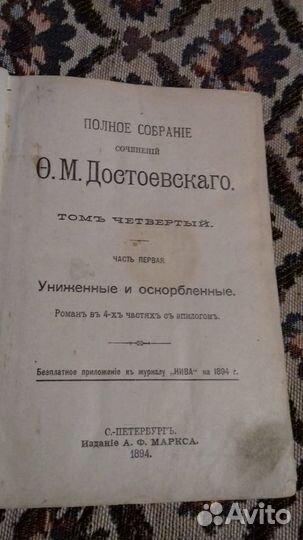 ПОЛНОЕ СОБРАНІЕ
СОЧИНЕНІЙ
Ѳ. М. Достоевскаго.
ТОМЪ ЧЕТВЕРТЫЙ.
ЧАСТЬ ПЕРВАЯ
Униженные и оскорбленные.
Романъ въ 4-хъ частяхъ съ эпилогомъ.
Безплатное приложеніе къ журналу „НИВА“ на 1894 г.
С.-ПЕТЕРБУРГЪ.
Изданіе А. Ф. МАРКСА.
1894.
Avito